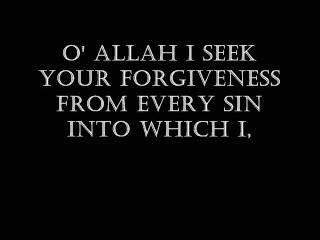 O' ALLAH I SEEK
YOUR FORGIVENESS
FROM EVERY SIN
INTO WHICH I,